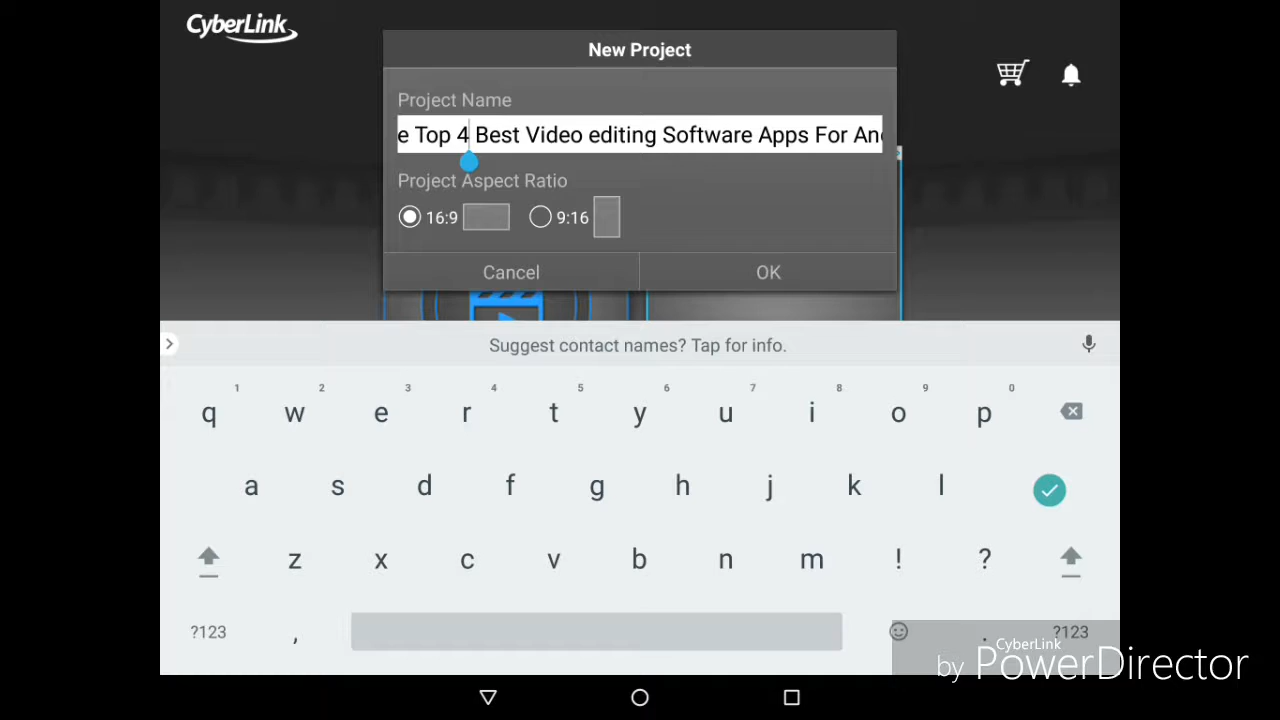 CyberLink
New Project
Project Name
e Top 4 Best Video editing Software Apps For An
Project Aspect Ratio
16:9 9:16
Cancel OK
Suggest contact names? Tap for info.
1 2 3 4 5 6 7 8 9 0
q w e r t y u i o p
a s d f g h j k l
z x c v b n m ! ?
?123 , . ?123
CyberLink
by PowerDirector